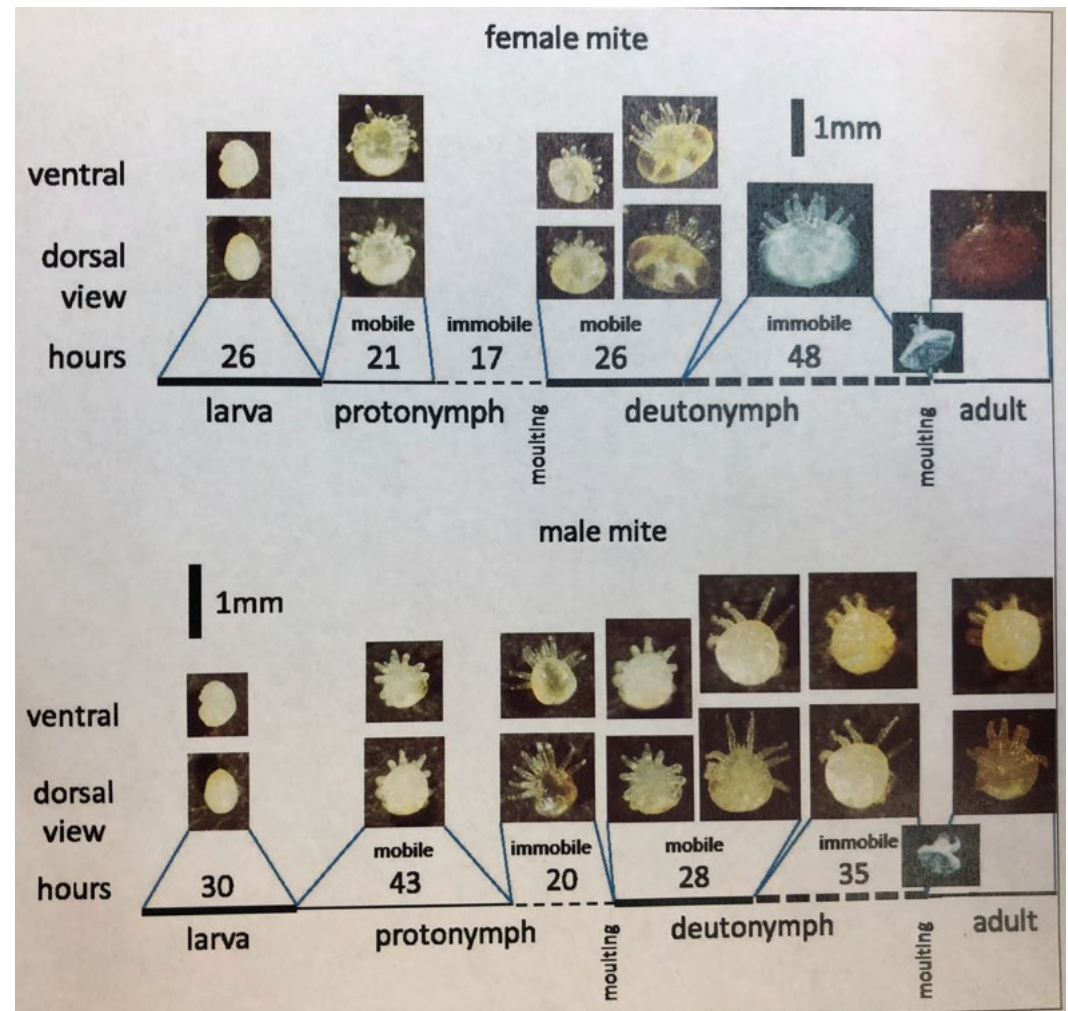 female mite
1mm
ventral
dorsal
view
mobile immobile mobile immobile
hours 26 21 17 26 48
larva protonymph moulting deutonymph moulting adult
male mite
1mm
ventral
dorsal
view
mobile immobile mobile immobile
hours 30 43 20 28 35
larva protonymph moulting deutonymph moulting adult